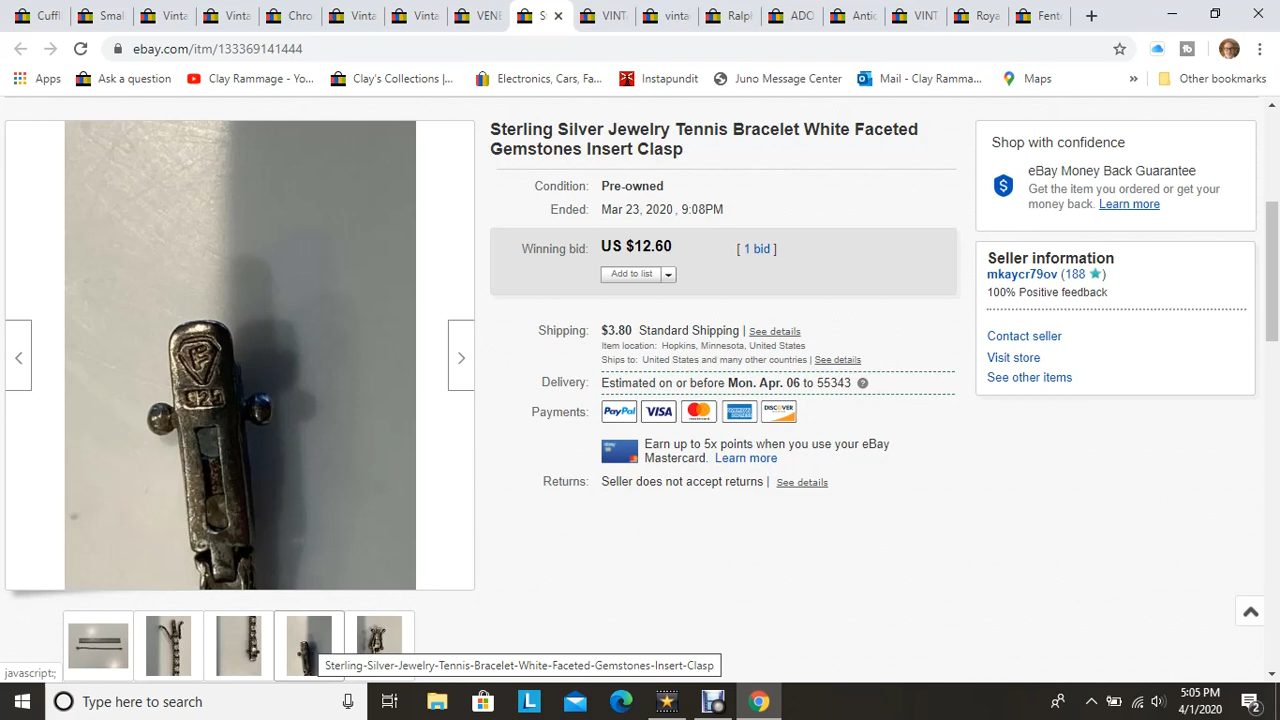 Cuffl
Smal
Vinta
Vinta
Chro
Vinta
Vinta
VENE
S
VINT
vinta
Ralp
ADO
Antic
VINT
Roya
Fent
ebay.com/itm/133369141444
Apps
Ask a question
Clay Rammage - Yo...
Clay's Collections |...
Electronics, Cars, Fa...
Instapundit
Juno Message Center
Mail - Clay Ramma...
Maps
»
Other bookmarks
Sterling Silver Jewelry Tennis Bracelet White Faceted
Gemstones Insert Clasp
Condition: Pre-owned
Ended: Mar 23, 2020 , 9:08PM
Winning bid: US $12.60 [ 1 bid ]
Add to list
Shipping: $3.80 Standard Shipping | See details
Item location: Hopkins, Minnesota, United States
Ships to: United States and many other countries | See details
Delivery: Estimated on or before Mon. Apr. 06 to 55343 ?
Payments: PayPal VISA MasterCard AMERICAN EXPRESS DISCOVER
Earn up to 5x points when you use your eBay
Mastercard. Learn more
Returns: Seller does not accept returns | See details
Shop with confidence
eBay Money Back Guarantee
Get the item you ordered or get your
money back. Learn more
Seller information
mkaycr79ov (188 ★)
100% Positive feedback
Contact seller
Visit store
See other items
F
925
javascript:;
Sterling-Silver-Jewelry-Tennis-Bracelet-White-Faceted-Gemstones-Insert-Clasp
Type here to search
L
5:05 PM
4/1/2020
2